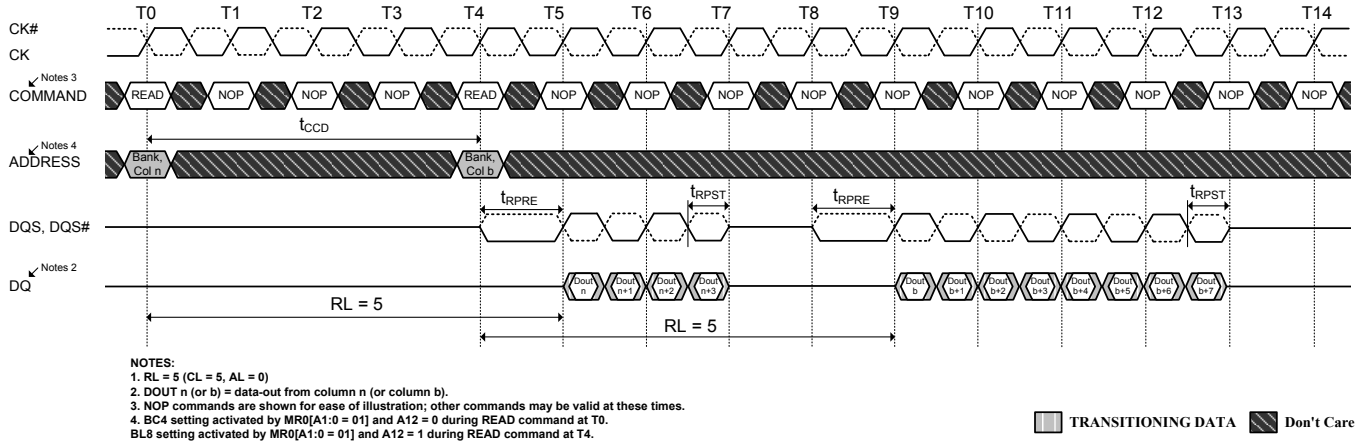 T0 T1 T2 T3 T4 T5 T6 T7 T8 T9 T10 T11 T12 T13 T14
CK#
CK
Notes 3
COMMAND READ NOP NOP NOP READ NOP NOP NOP NOP NOP NOP NOP NOP NOP NOP
tCCD
Notes 4
ADDRESS Bank, Col n Bank, Col b
tRPRE tRPST tRPRE tRPST
DQS, DQS#
Notes 2
DQ Dout n Dout n+1 Dout n+2 Dout n+3 Dout b Dout b+1 Dout b+2 Dout b+3 Dout b+4 Dout b+5 Dout b+6 Dout b+7
RL = 5
RL = 5
NOTES:
1. RL = 5 (CL = 5, AL = 0)
2. DOUT n (or b) = data-out from column n (or column b).
3. NOP commands are shown for ease of illustration; other commands may be valid at these times.
4. BC4 setting activated by MR0[A1:0 = 01] and A12 = 0 during READ command at T0.
BL8 setting activated by MR0[A1:0 = 01] and A12 = 1 during READ command at T4.
TRANSITIONING DATA Don't Care